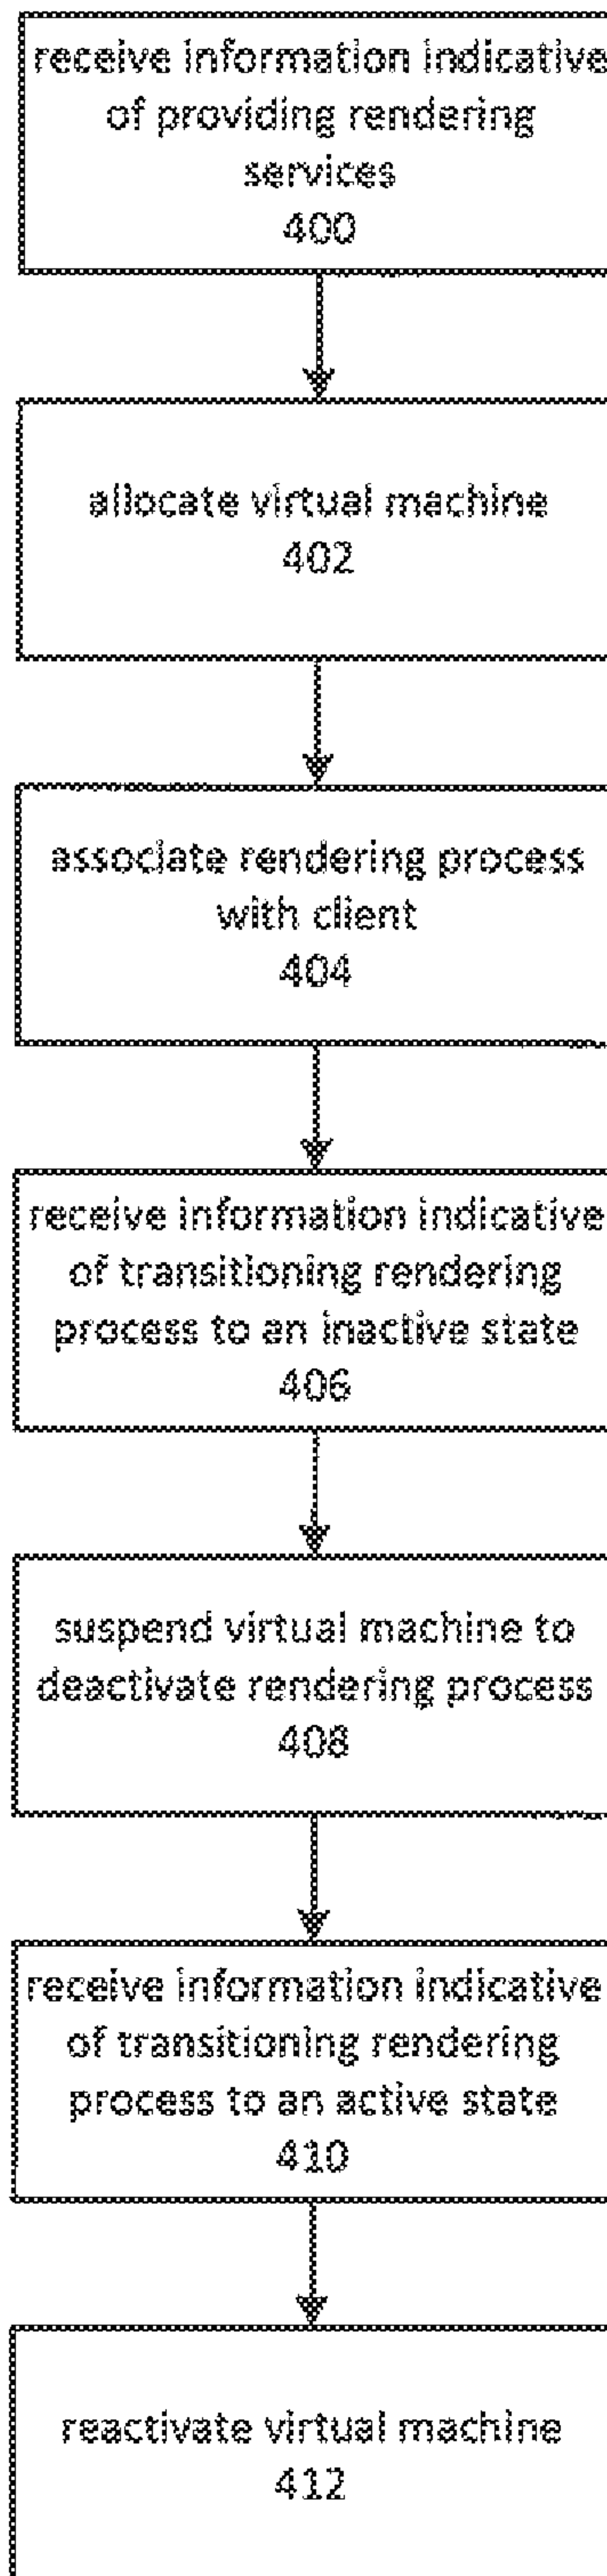 receive information indicative
of providing rendering
services
400
allocate virtual machine
402
associate rendering process
with client
404
receive information indicative
of transitioning rendering
process to an inactive state
406
suspend virtual machine to
deactivate rendering process
408
receive information indicative
of transitioning rendering
process to an active state
410
reactivate virtual machine
412